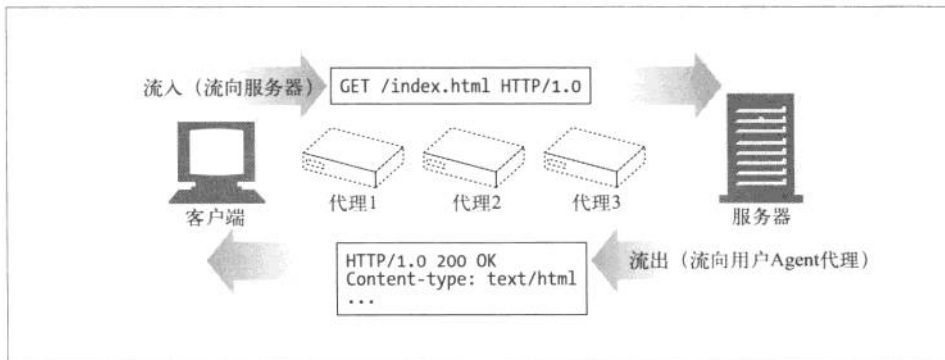 流入（流向服务器）
GET /index.html HTTP/1.0
代理1
代理2
代理3
客户端
服务器
HTTP/1.0 200 OK
Content-type: text/html
...
流出（流向用户Agent代理）